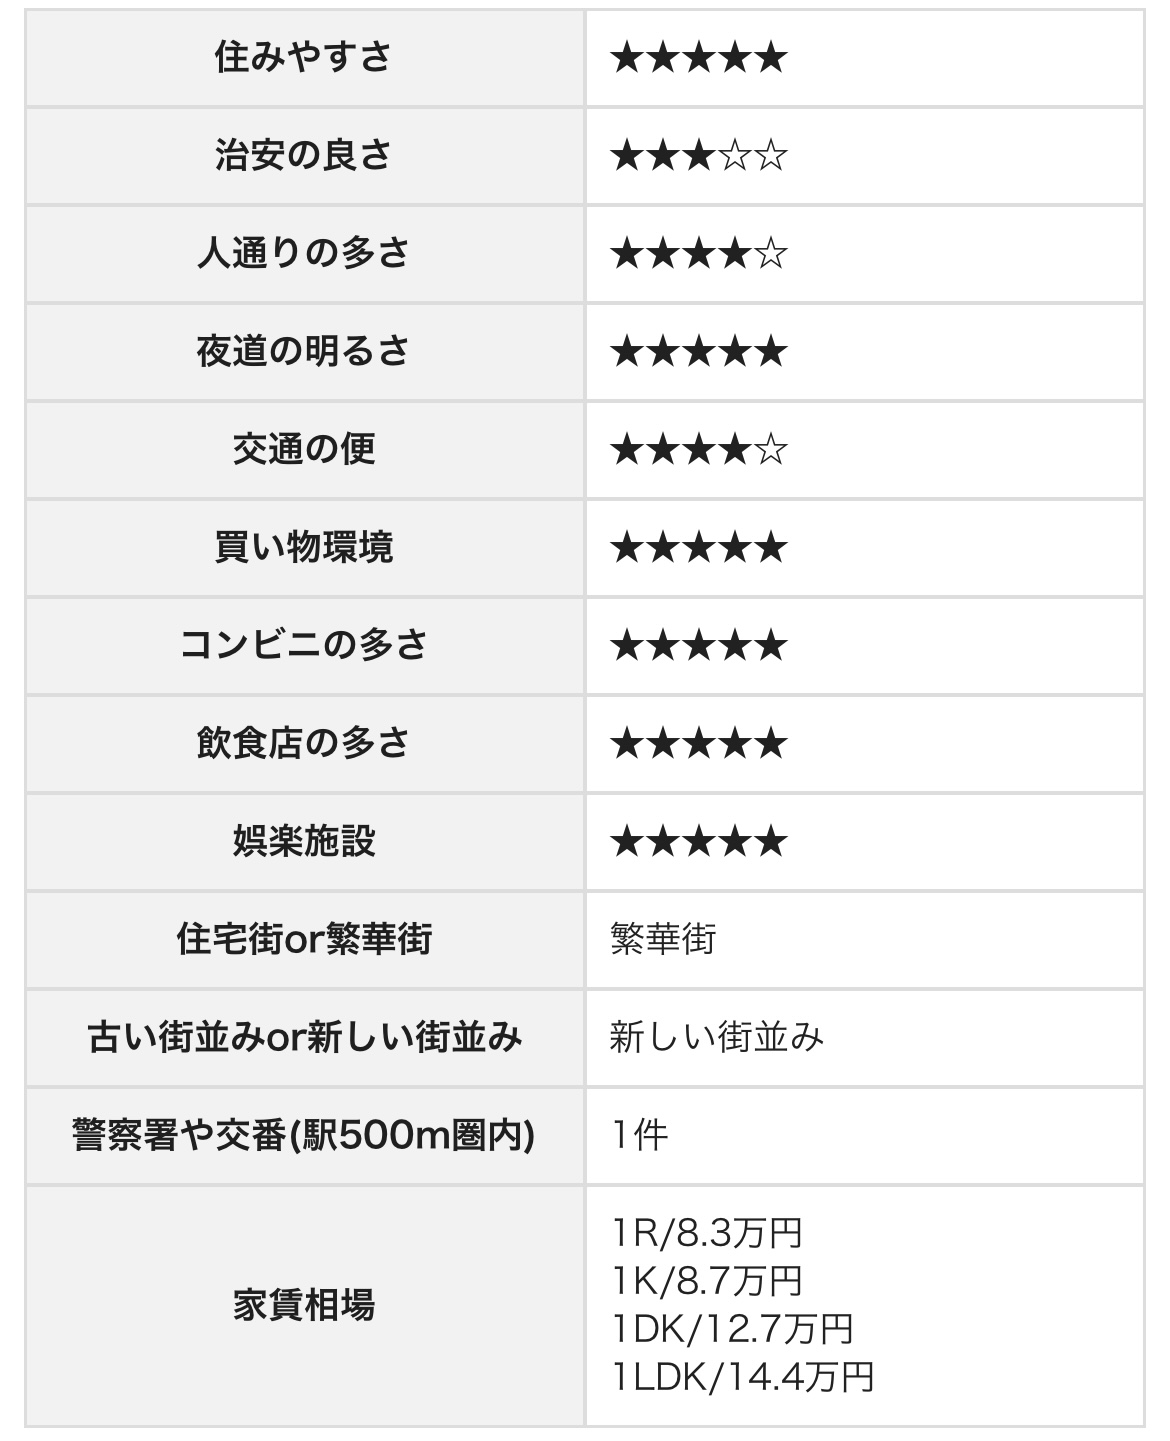 住みやすさ ★★★★★
治安の良さ ★★★☆☆
人通りの多さ ★★★★☆
夜道の明るさ ★★★★★
交通の便 ★★★★☆
買い物環境 ★★★★★
コンビニの多さ ★★★★★
飲食店の多さ ★★★★★
娯楽施設 ★★★★★
住宅街or繁華街 繁華街
古い街並みor新しい街並み 新しい街並み
警察署や交番(駅500m圏内) 1件
家賃相場
1R/8.3万円
1K/8.7万円
1DK/12.7万円
1LDK/14.4万円